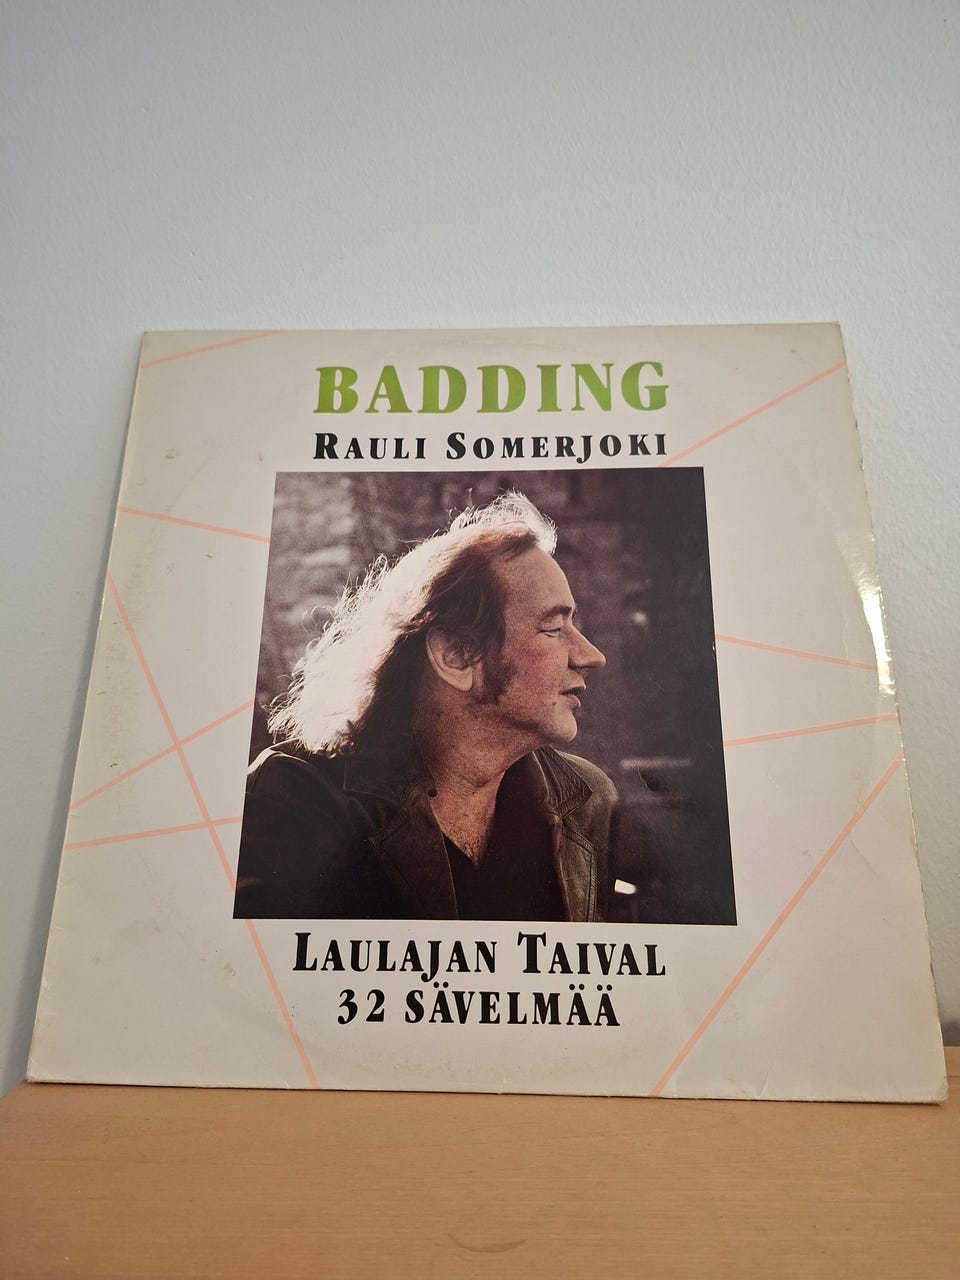 BADDING
RAULI SOMERJOKI
LAULAJAN TAIVAL
32 SÄVELMÄÄ